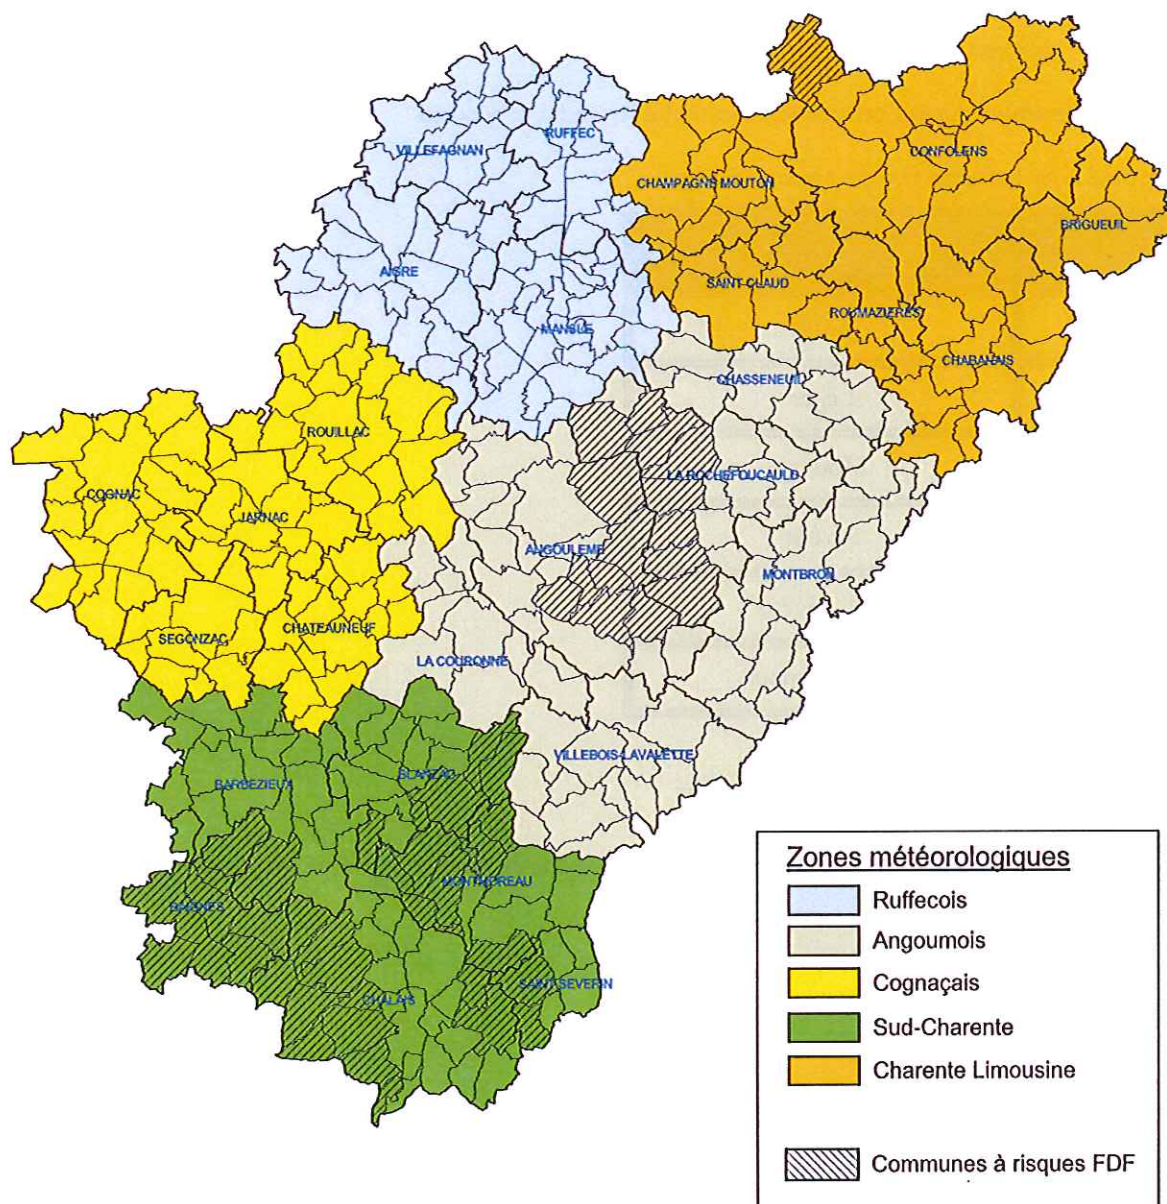 RUFFEC
VILLEFAGNAN
CONFOLENS
CHAMPAGNE MOUTON
BRIGUEUIL
AIGRE
SAINT CLAUD
ROUMAZIERES
MANSLE
CHABANAIS
CHASSENEUIL
ROUILLAC
LA ROCHEFOUCAULD
COGNAC
JARNAC
ANGOULEME
MONTBRON
CHATEAUNEUF
SEGONZAC
LA COURONNE
VILLEBOIS-LAVALETTE
BLANZAC
BARBEZIEUX
MONTMOREAU
BAIGNES
SAINT SEVERIN
CHALAIS
Zones météorologiques
Ruffecois
Angoumois
Cognaçais
Sud-Charente
Charente Limousine
Communes à risques FDF